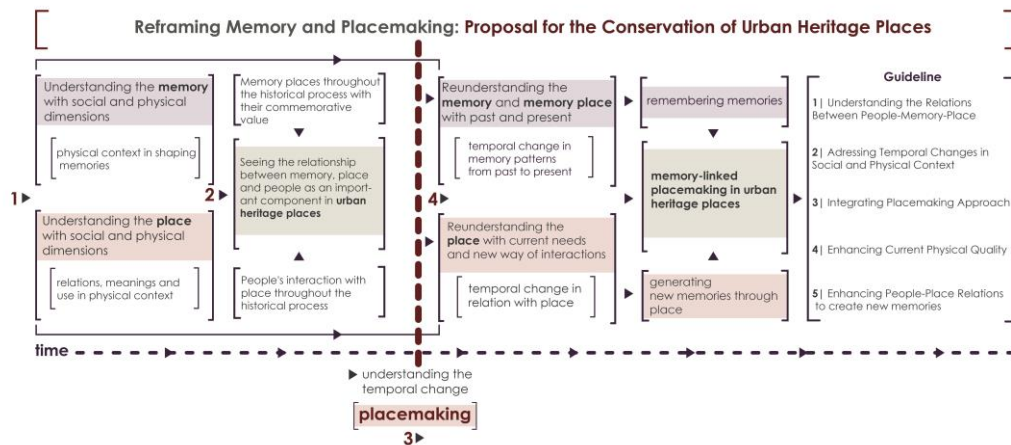 Reframing Memory and Placemaking: Proposal for the Conservation of Urban Heritage Places
1
Understanding the memory
with social and physical
dimensions
physical context in shaping
memories
Understanding the place
with social and physical
dimensions
relations, meanings and
use in physical context
Memory places throughout
the historical process with
their commemorative
value
2
Seeing the relationship
between memory, place
and people as an import-
ant component in urban
heritage places
People's interaction with
place throughout the
historical process
4
Reunderstanding the
memory and memory place
with past and present
temporal change in
memory patterns
from past to present
Reunderstanding the
place with current needs
and new way of interactions
temporal change in
relation with place
remembering memories
memory-linked
placemaking in urban
heritage places
generating
new memories through
place
Guideline
1| Understanding the Relations
Between People-Memory-Place
2| Adressing Temporal Changes in
Social and Physical Context
3| Integrating Placemaking Approach
4| Enhancing Current Physical Quality
5| Enhancing People-Place Relations
to create new memories
time
understanding the
temporal change
placemaking
3